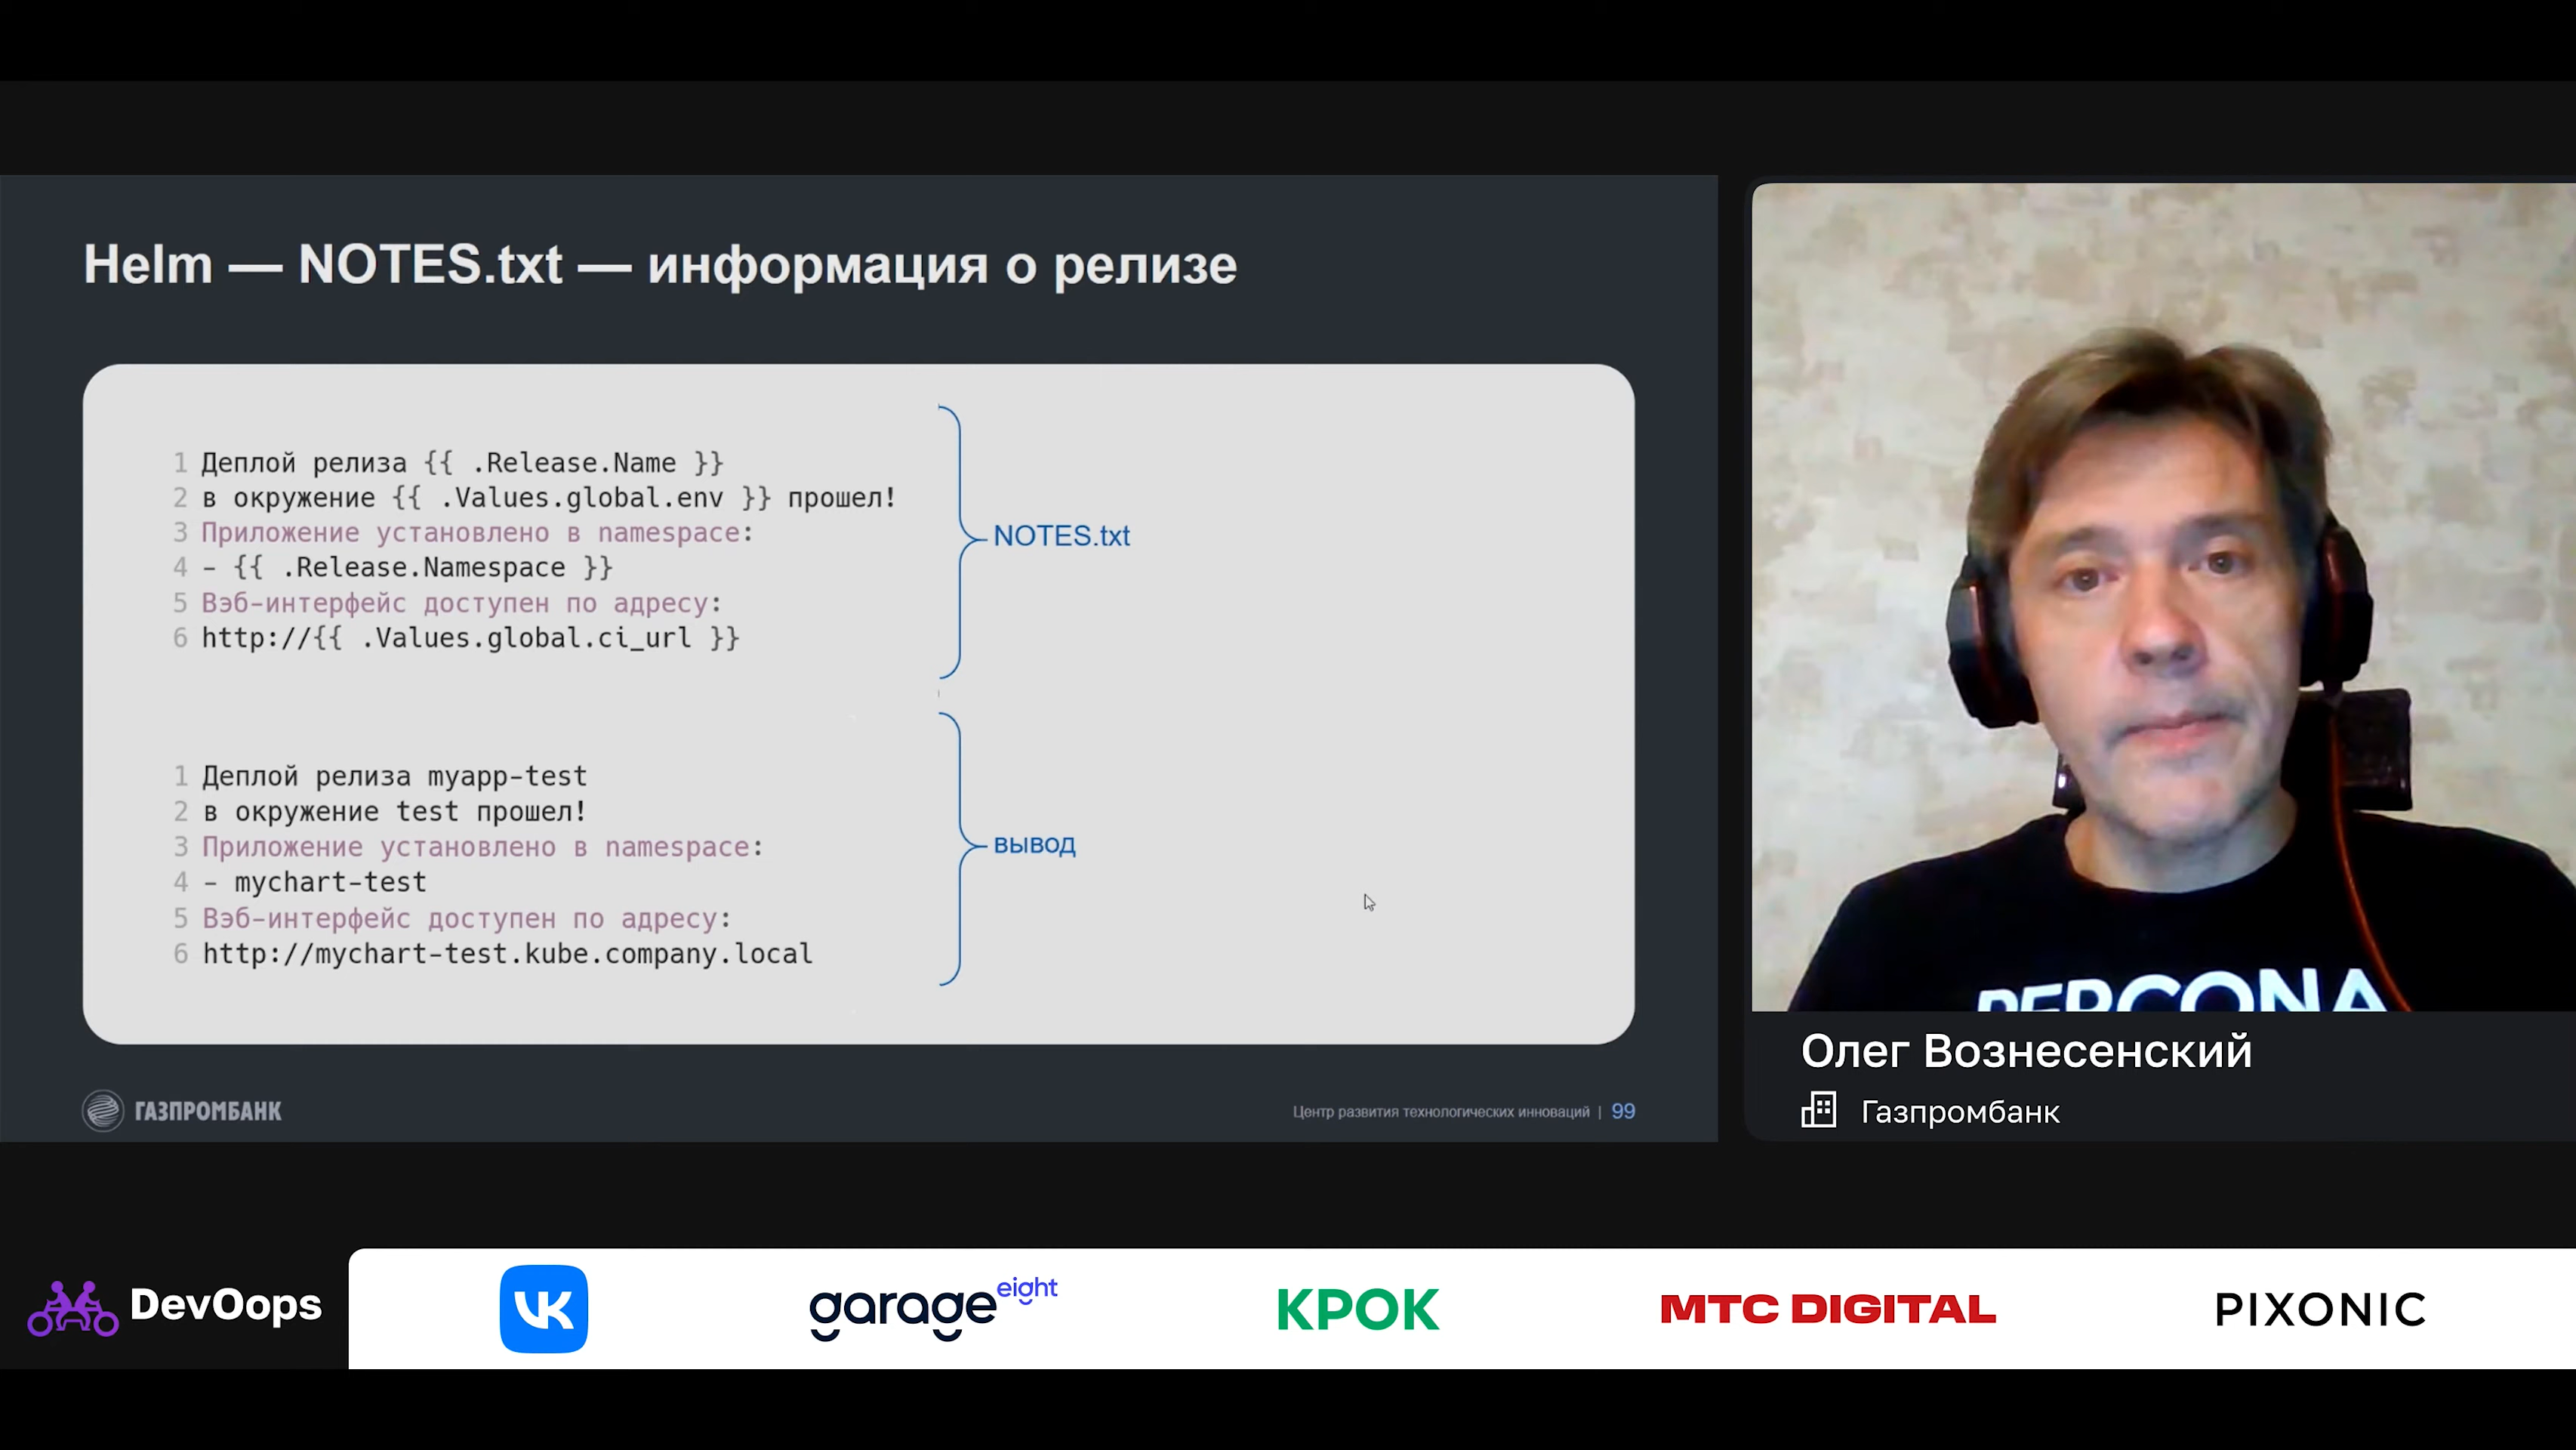 Helm — NOTES.txt — информация о релизе
1 Деплой релиза {{ .Release.Name }}
2 в окружение {{ .Values.global.env }} прошел!
3 Приложение установлено в namespace:
4 - {{ .Release.Namespace }}
5 Вэб-интерфейс доступен по адресу:
6 http://{{ .Values.global.ci_url }}
NOTES.txt
1 Деплой релиза myapp-test
2 в окружение test прошел!
3 Приложение установлено в namespace:
4 - mychart-test
5 Вэб-интерфейс доступен по адресу:
6 http://mychart-test.kube.company.local
вывод
ГАЗПРОМБАНК
Центр развития технологических инноваций | 99
PERCONA
Олег Вознесенский
Газпромбанк
DevOops
VK
garage eight
КРОК
МТС DIGITAL
PIXONIC